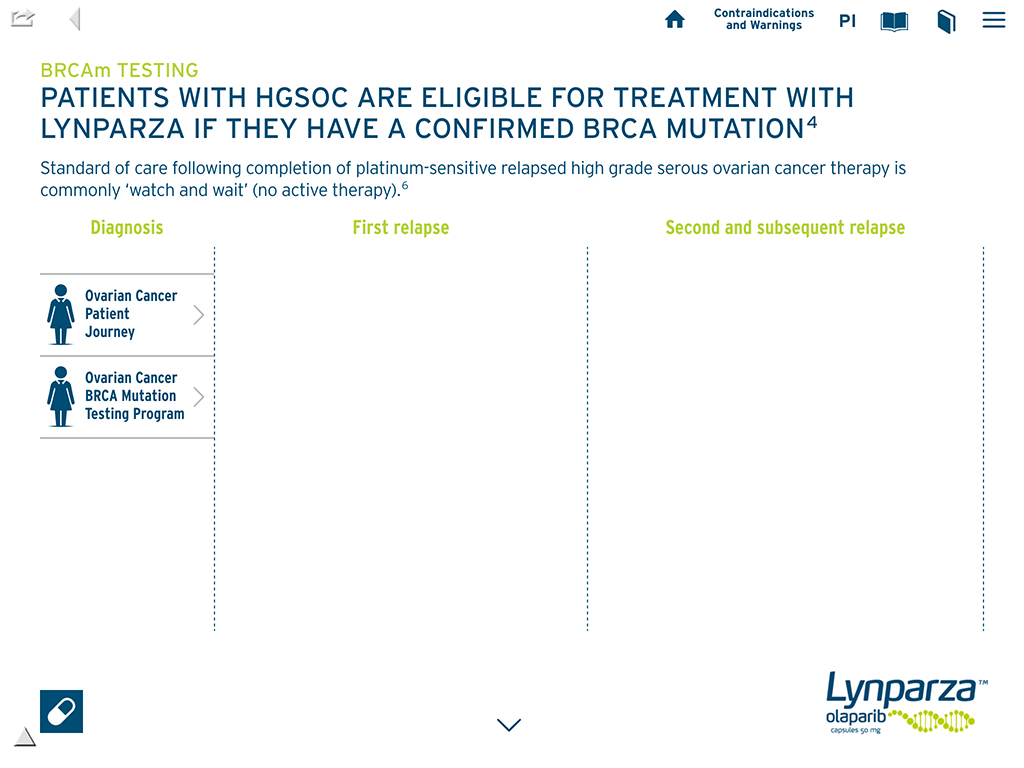 Contraindications
and Warnings
PI
BRCAm TESTING
PATIENTS WITH HGSOC ARE ELIGIBLE FOR TREATMENT WITH
LYNPARZA IF THEY HAVE A CONFIRMED BRCA MUTATION⁴
Standard of care following completion of platinum-sensitive relapsed high grade serous ovarian cancer therapy is
commonly ‘watch and wait’ (no active therapy).⁶
Diagnosis
First relapse
Second and subsequent relapse
Ovarian Cancer
Patient
Journey
Ovarian Cancer
BRCA Mutation
Testing Program
Lynparza™
olaparib
capsules 50 mg